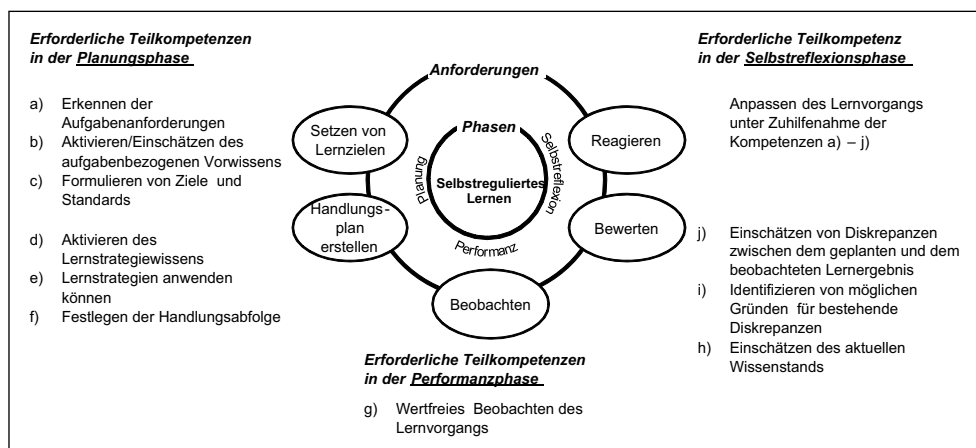 Erforderliche Teilkompetenzen
in der Planungsphase
a) Erkennen der
Aufgabenanforderungen
b) Aktivieren/Einschätzen des
aufgabenbezogenen Vorwissens
c) Formulieren von Ziele und
Standards
d) Aktivieren des
Lernstrategiewissens
e) Lernstrategien anwenden
können
f) Festlegen der Handlungsabfolge
Anforderungen
Setzen von
Lernzielen
Handlungs-
plan
erstellen
Beobachten
Bewerten
Reagieren
Phasen
Planung
Selbstreflexion
Performanz
Selbstreguliertes
Lernen
Erforderliche Teilkompetenzen
in der Performanzphase
g) Wertfreies Beobachten des
Lernvorgangs
Erforderliche Teilkompetenz
in der Selbstreflexionsphase
Anpassen des Lernvorgangs
unter Zuhilfenahme der
Kompetenzen a) – j)
j) Einschätzen von Diskrepanzen
zwischen dem geplanten und dem
beobachteten Lernergebnis
i) Identifizieren von möglichen
Gründen für bestehende
Diskrepanzen
h) Einschätzen des aktuellen
Wissenstands